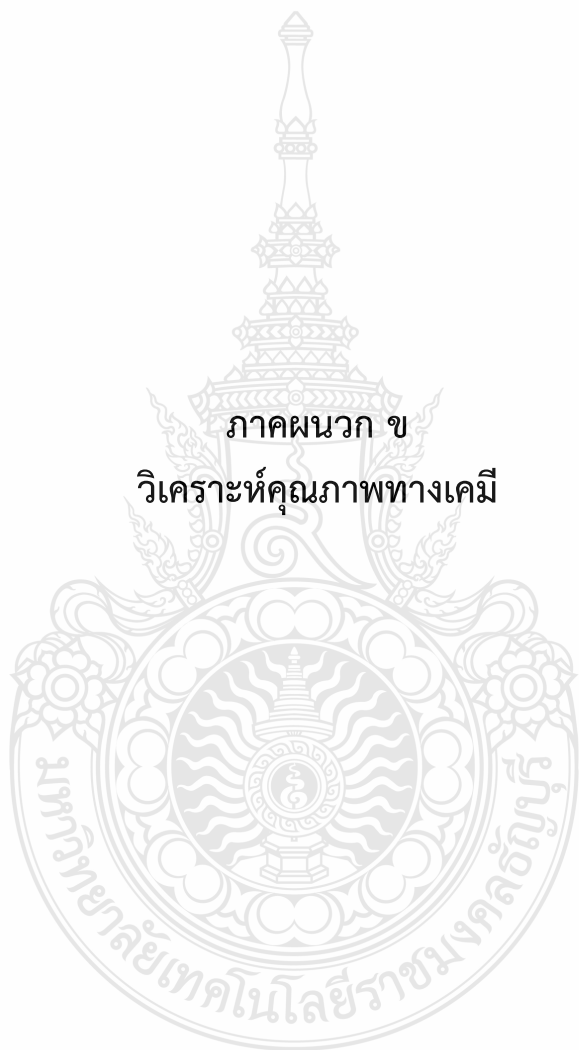 ภาคผนวก ข
วิเคราะห์คุณภาพทางเคมี
มหาวิทยาลัยเทคโนโลยีราชมงคลธัญบุรี